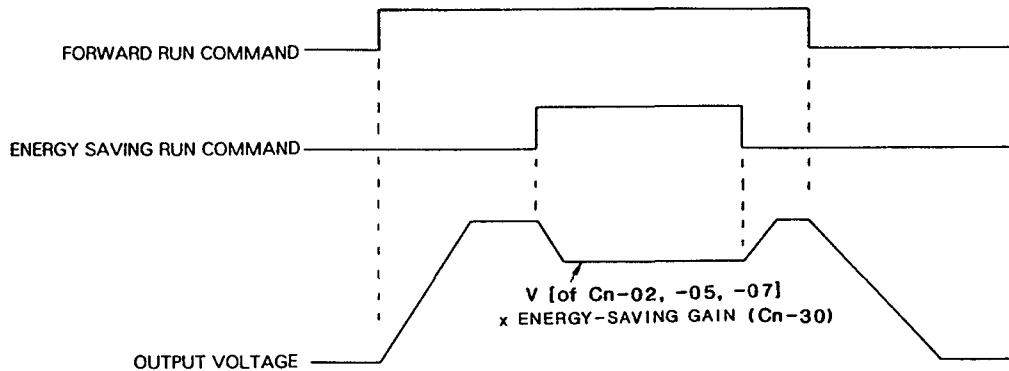 FORWARD RUN COMMAND
ENERGY SAVING RUN COMMAND
V [of Cn-02, -05, -07]
x ENERGY-SAVING GAIN (Cn-30)
OUTPUT VOLTAGE